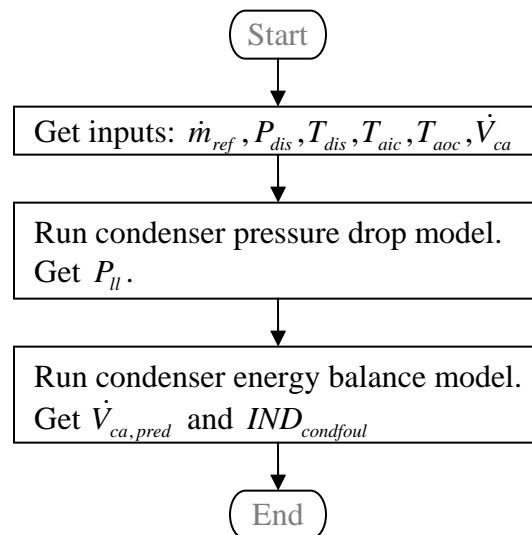 Start
Get inputs: ṁ_ref, P_dis, T_dis, T_aic, T_aoc, V̇_ca
Run condenser pressure drop model.
Get P_ll.
Run condenser energy balance model.
Get V̇_ca,pred and IND_condfoul
End